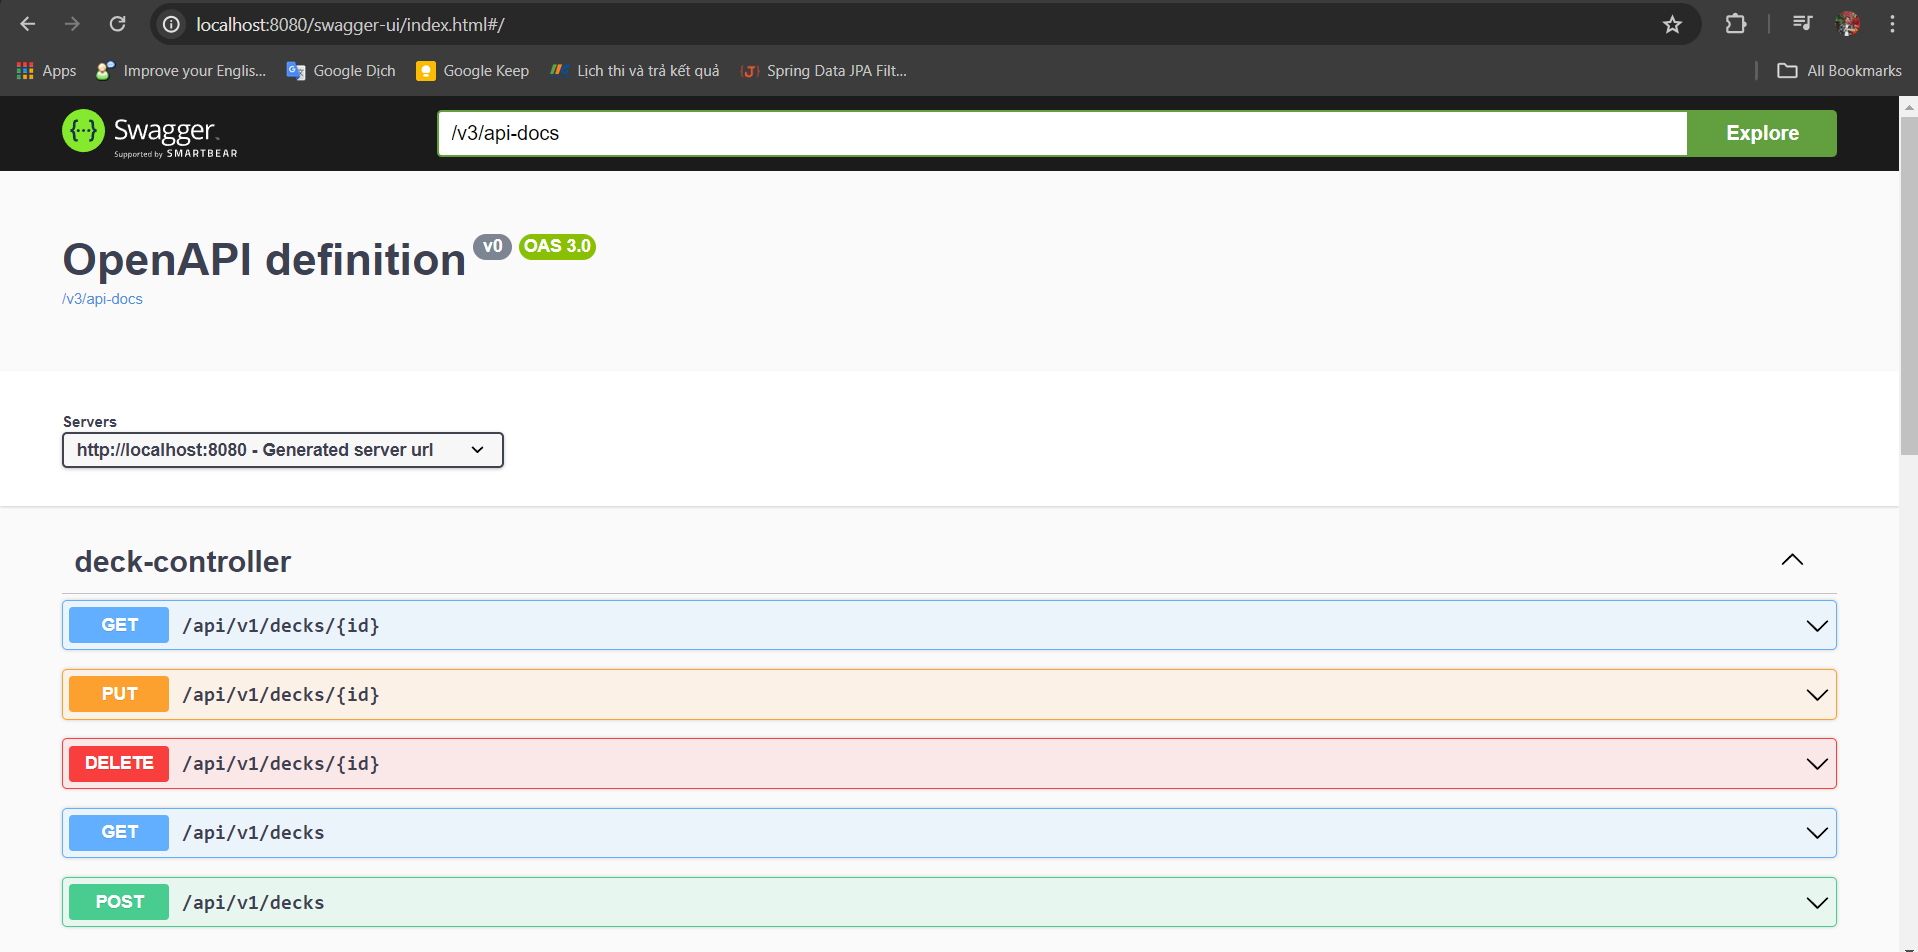 localhost:8080/swagger-ui/index.html#/
Apps Improve your Englis... Google Dịch Google Keep Lịch thi và trả kết quả Spring Data JPA Filt... All Bookmarks
Swagger
Supported by SMARTBEAR
/v3/api-docs Explore
OpenAPI definition v0 OAS 3.0
/v3/api-docs
Servers
http://localhost:8080 - Generated server url
deck-controller
GET /api/v1/decks/{id}
PUT /api/v1/decks/{id}
DELETE /api/v1/decks/{id}
GET /api/v1/decks
POST /api/v1/decks